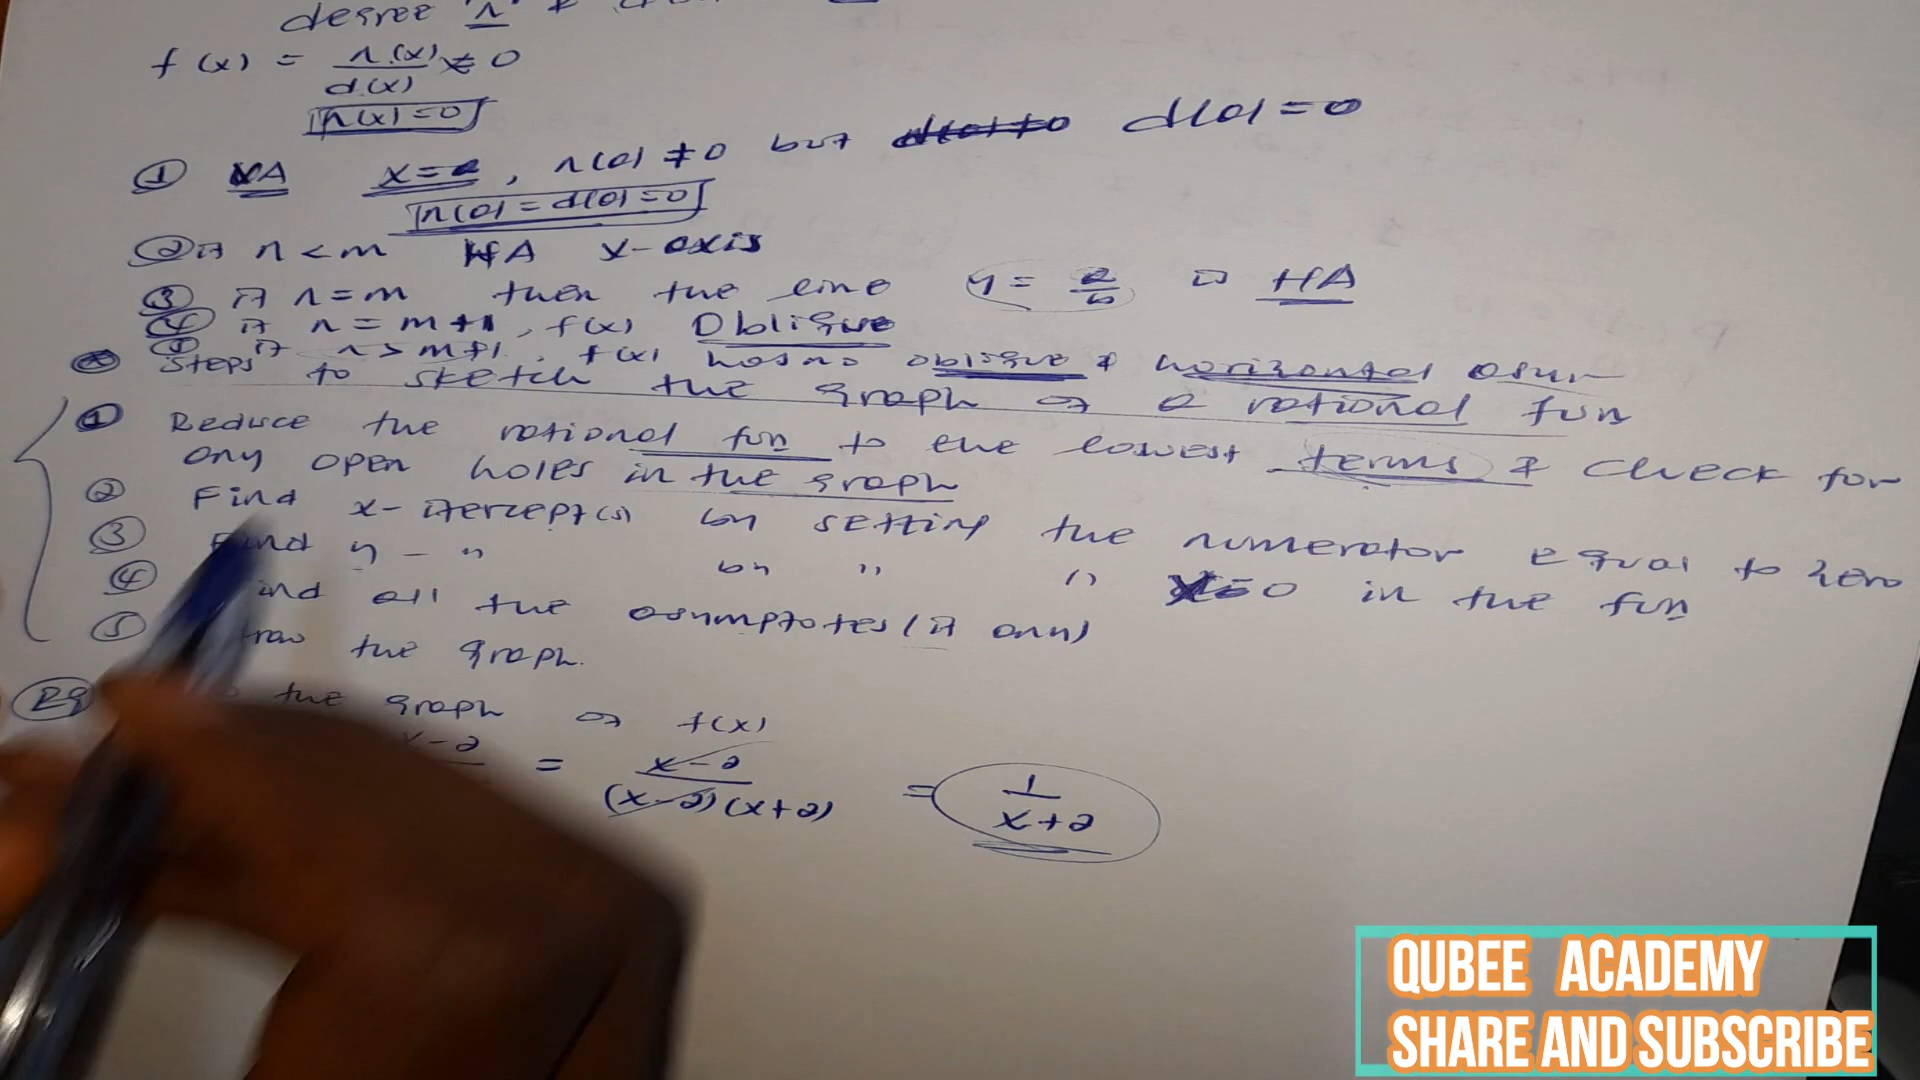 degree n &
f(x) = n(x)/d(x) ≠ 0
n(x) = 0
① VA x = a, n(a) ≠ 0 but d(a) = 0
n(a) = d(a) = 0
② if n < m HA x-axis
③ if n = m then the line y = a/b is HA
④ if n = m+1, f(x) Oblique
⑤ if n > m+1, f(x) has no oblique & horizontal asym
* Steps to sketch the graph of a rational fun
① Reduce the rational fun to the lowest terms & check for
any open holes in the graph
② Find x-itercept(s) by setting the numerator equal to zero
③ Find y - " by " " x=0 in the fun
④ ind all the asymptotes (if any)
⑤ raw the graph.
Eg the graph of f(x)
x-2 = x-2/(x-2)(x+2) = 1/x+2
QUBEE ACADEMY
SHARE AND SUBSCRIBE